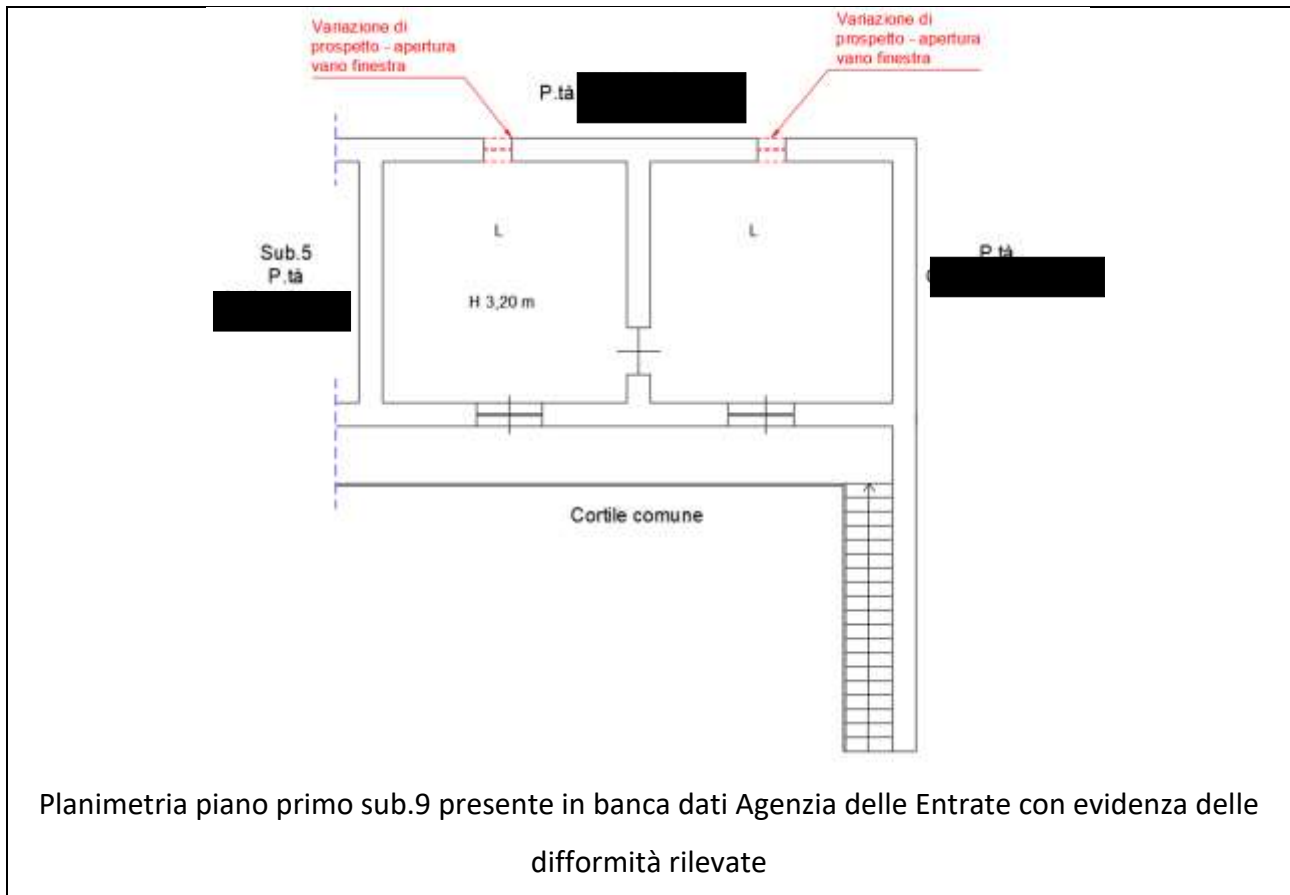 Variazione di
prospetto - apertura
vano finestra
Variazione di
prospetto - apertura
vano finestra
P.tà
L
L
Sub.5
P.tà
P.tà
H 3,20 m
Cortile comune
Planimetria piano primo sub.9 presente in banca dati Agenzia delle Entrate con evidenza delle
difformità rilevate